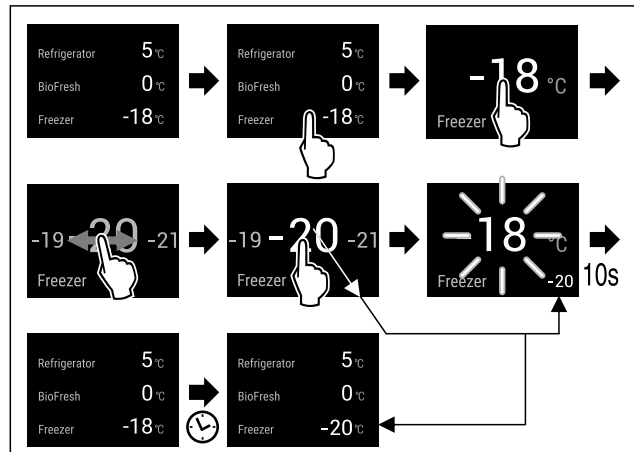 Refrigerator 5 °C
BioFresh 0 °C
Freezer -18 °C
Refrigerator 5 °C
BioFresh 0 °C
Freezer -18 °C
-18 °C
Freezer
-19 -20 -21
Freezer
-19 -20 -21
Freezer
-18 °C
Freezer -20
10s
Refrigerator 5 °C
BioFresh 0 °C
Freezer -18 °C
Refrigerator 5 °C
BioFresh 0 °C
Freezer -20 °C